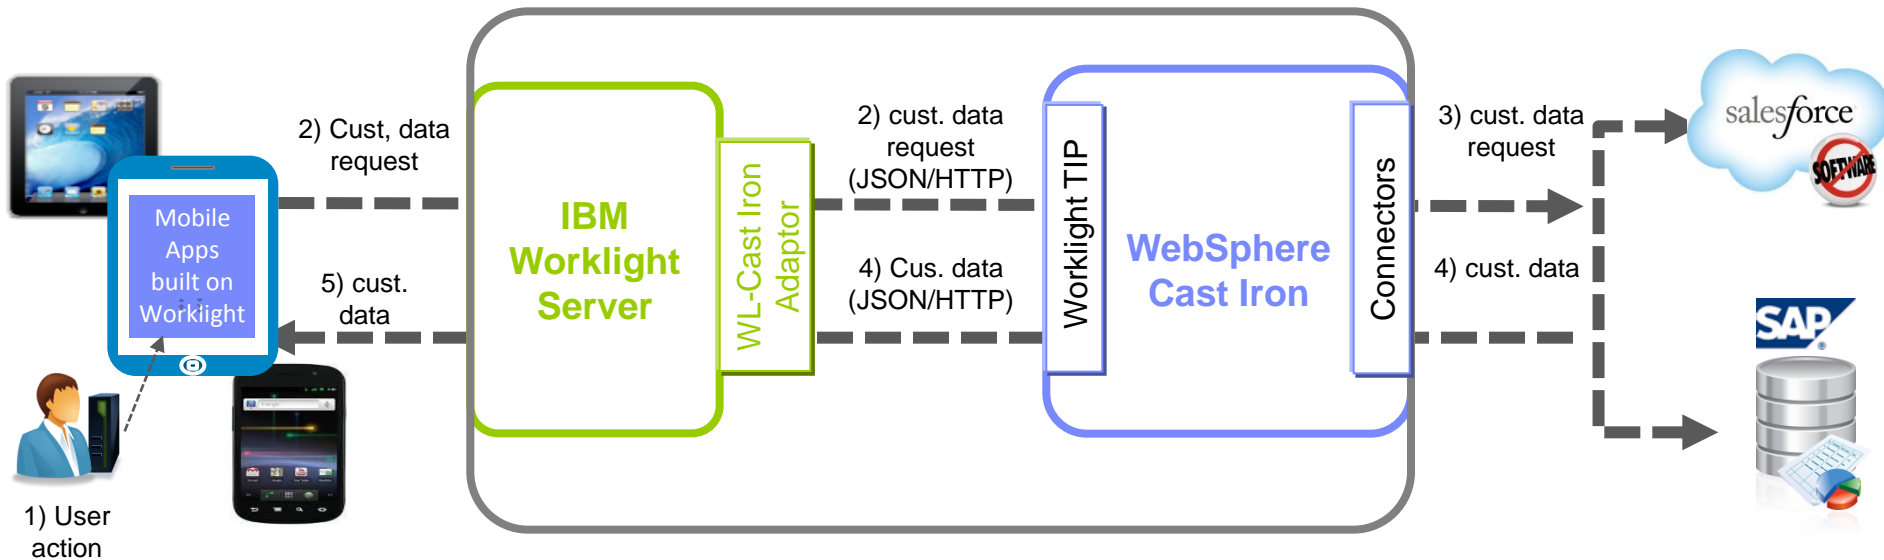 2) Cust, data
request
Mobile
Apps
built on
Worklight
5) cust.
data
1) User
action
IBM
Worklight
Server
WL-Cast Iron
Adaptor
2) cust. data
request
(JSON/HTTP)
4) Cus. data
(JSON/HTTP)
Worklight TIP
WebSphere
Cast Iron
Connectors
3) cust. data
request
4) cust. data
salesforce
SOFTWARE
SAP